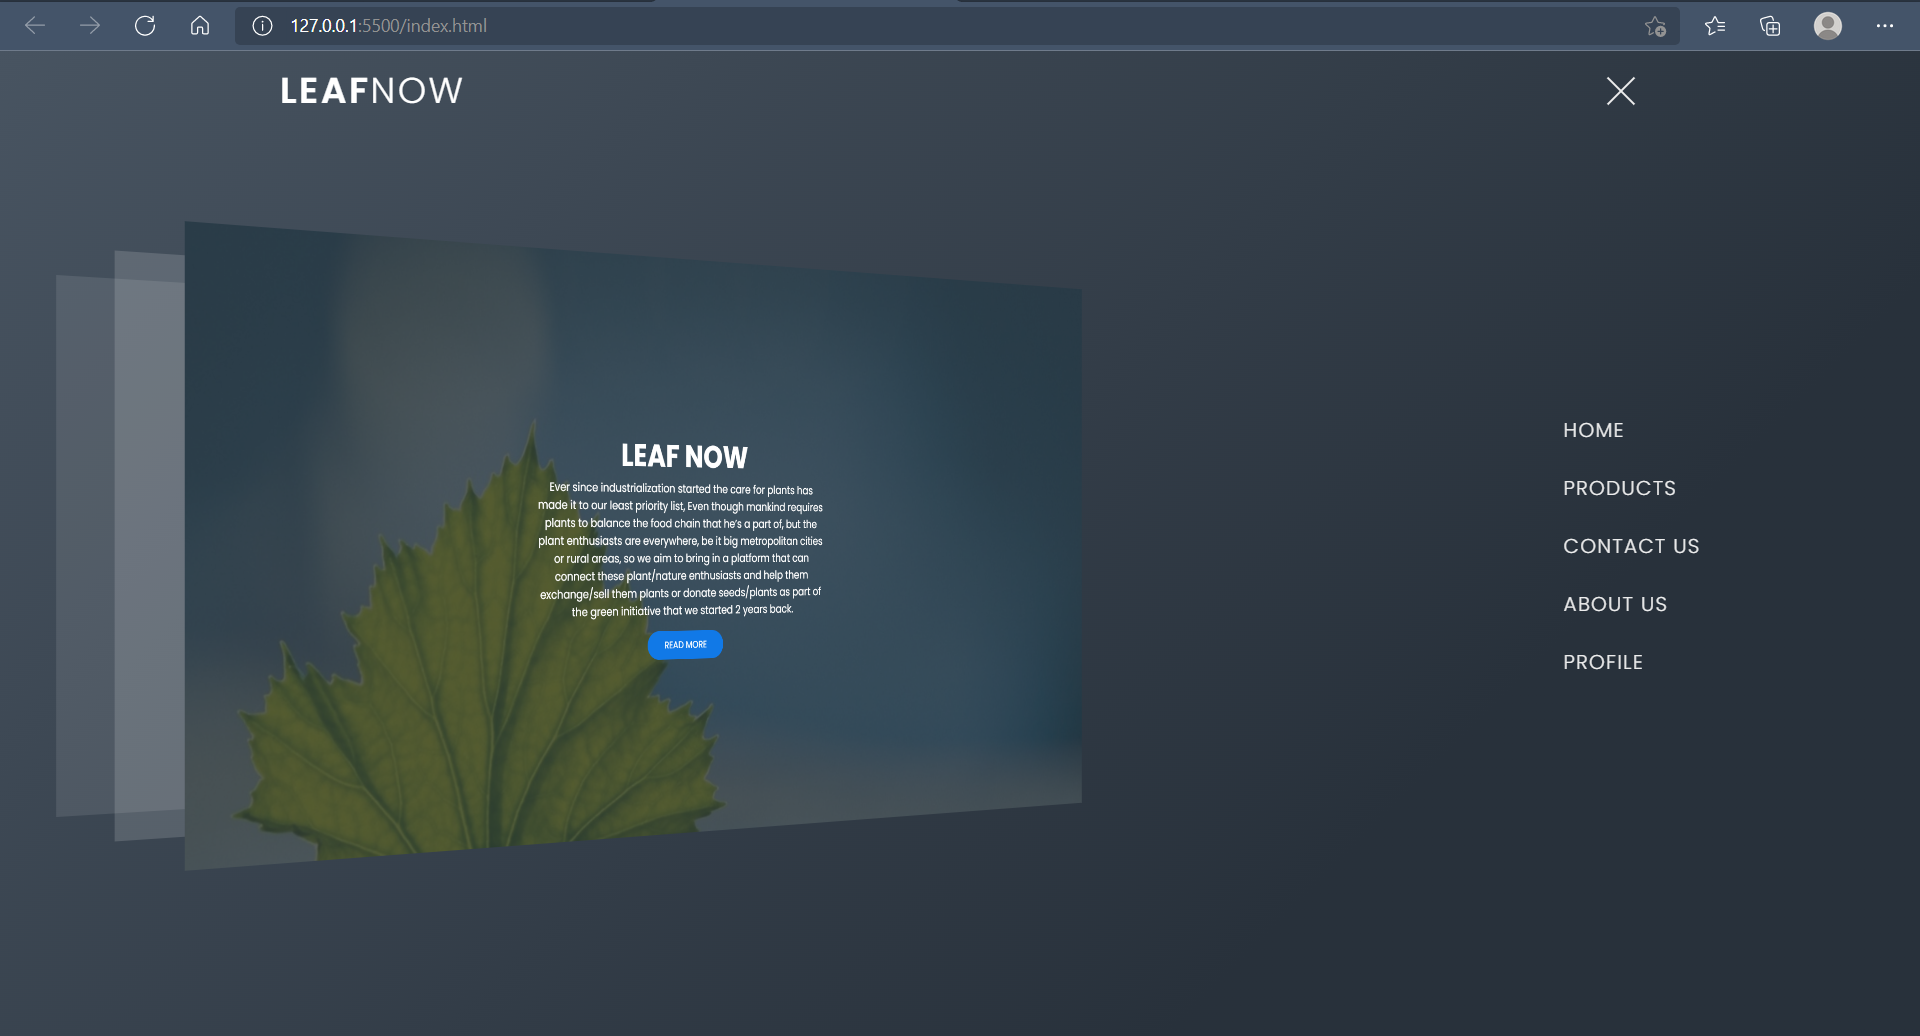 127.0.0.1:5500/index.html
LEAFNOW
LEAF NOW
Ever since industrialization started the care for plants has
made it to our least priority list, Even though mankind requires
plants to balance the food chain that he's a part of, but the
plant enthusiasts are everywhere, be it big metropolitan cities
or rural areas, so we aim to bring in a platform that can
connect these plant/nature enthusiasts and help them
exchange/sell them plants or donate seeds/plants as part of
the green initiative that we started 2 years back.
READ MORE
HOME
PRODUCTS
CONTACT US
ABOUT US
PROFILE